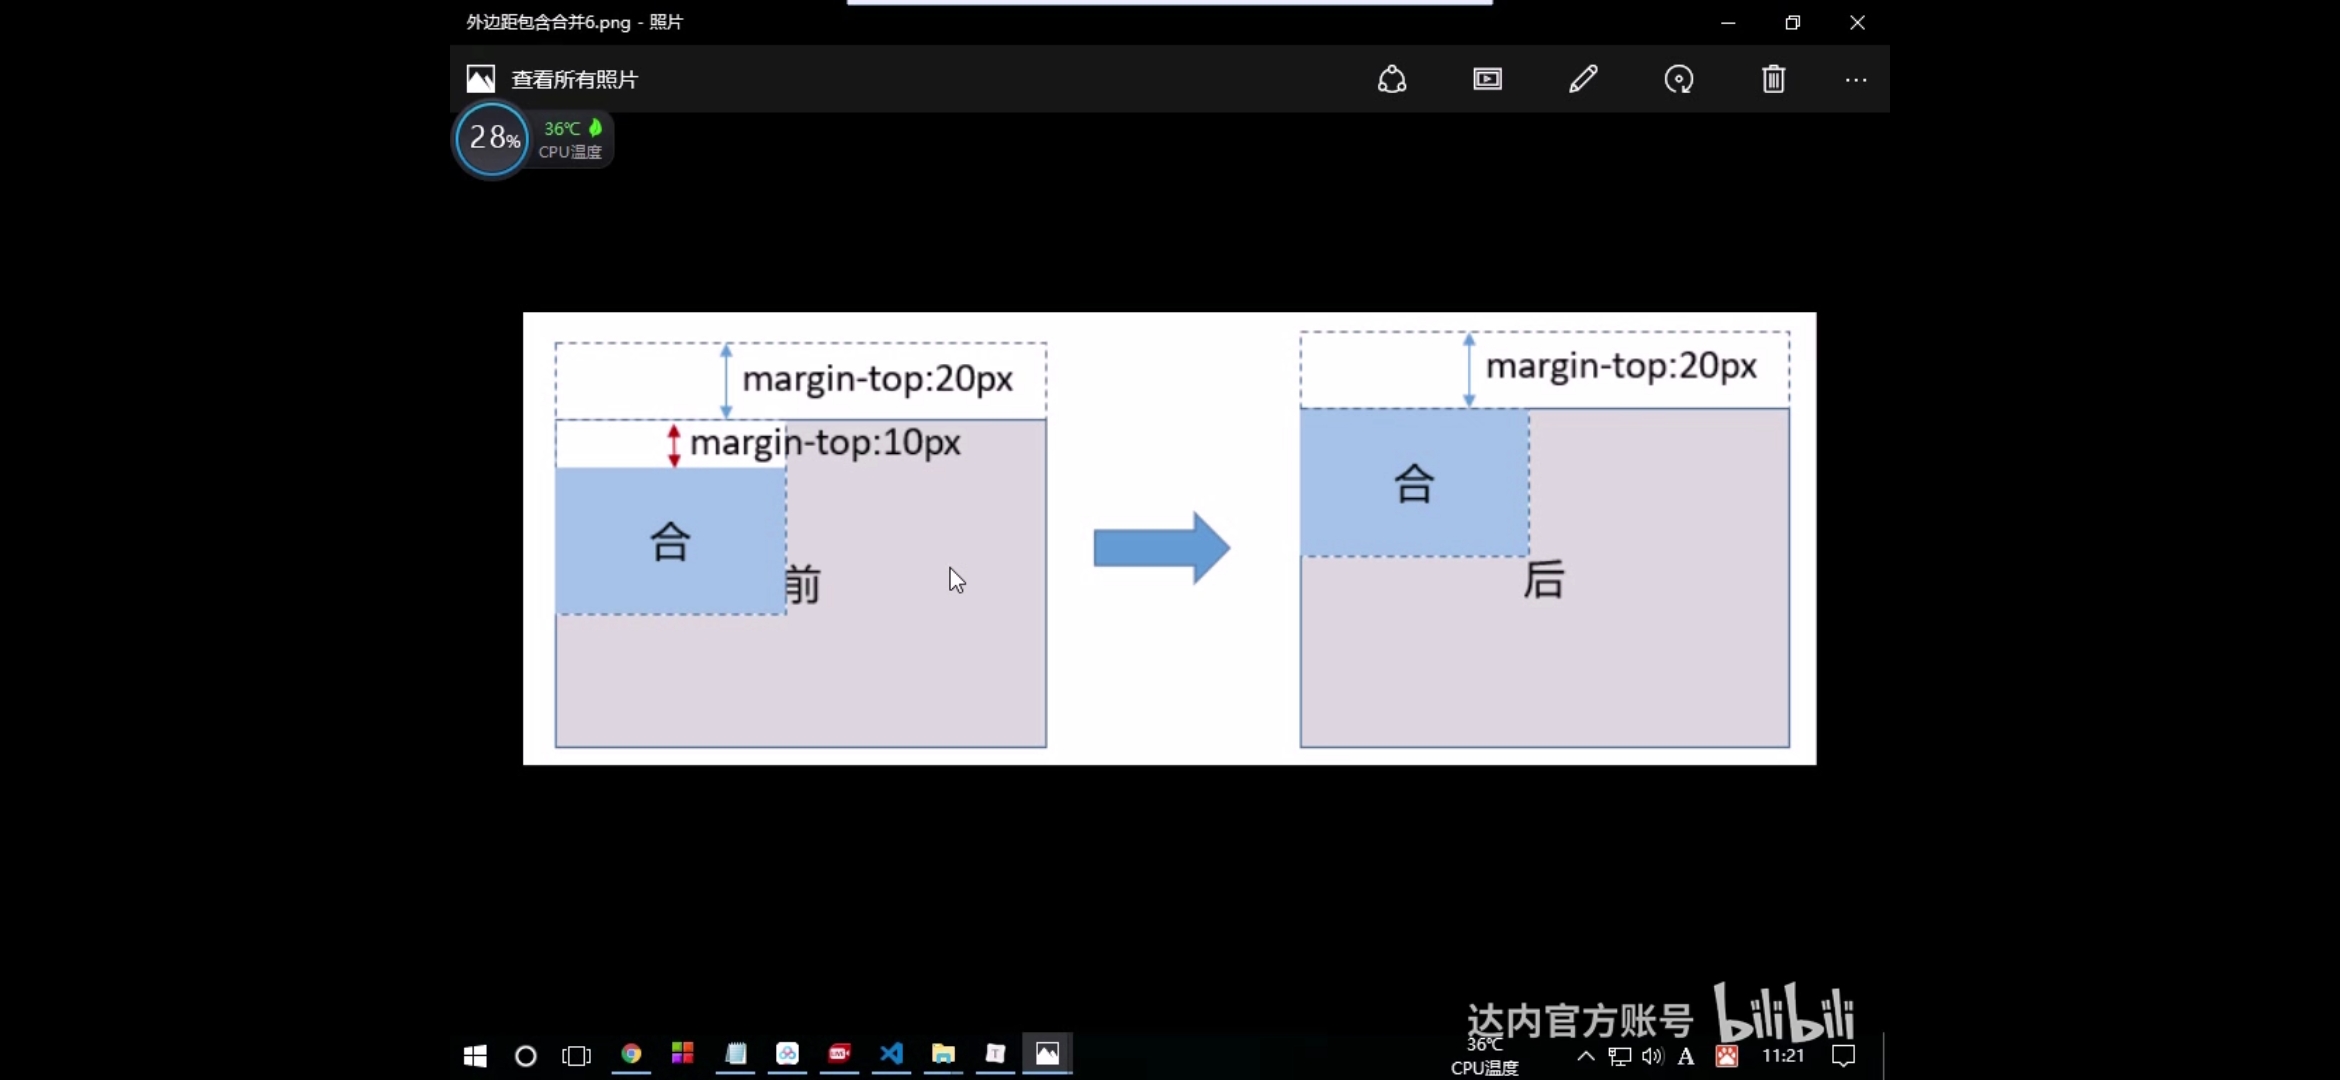 外边距包含合并6.png - 照片
查看所有照片
28%
36℃
CPU温度
margin-top:20px
margin-top:10px
合
前
margin-top:20px
合
后
达内官方账号 bilibili
36℃
CPU温度
A
11:21